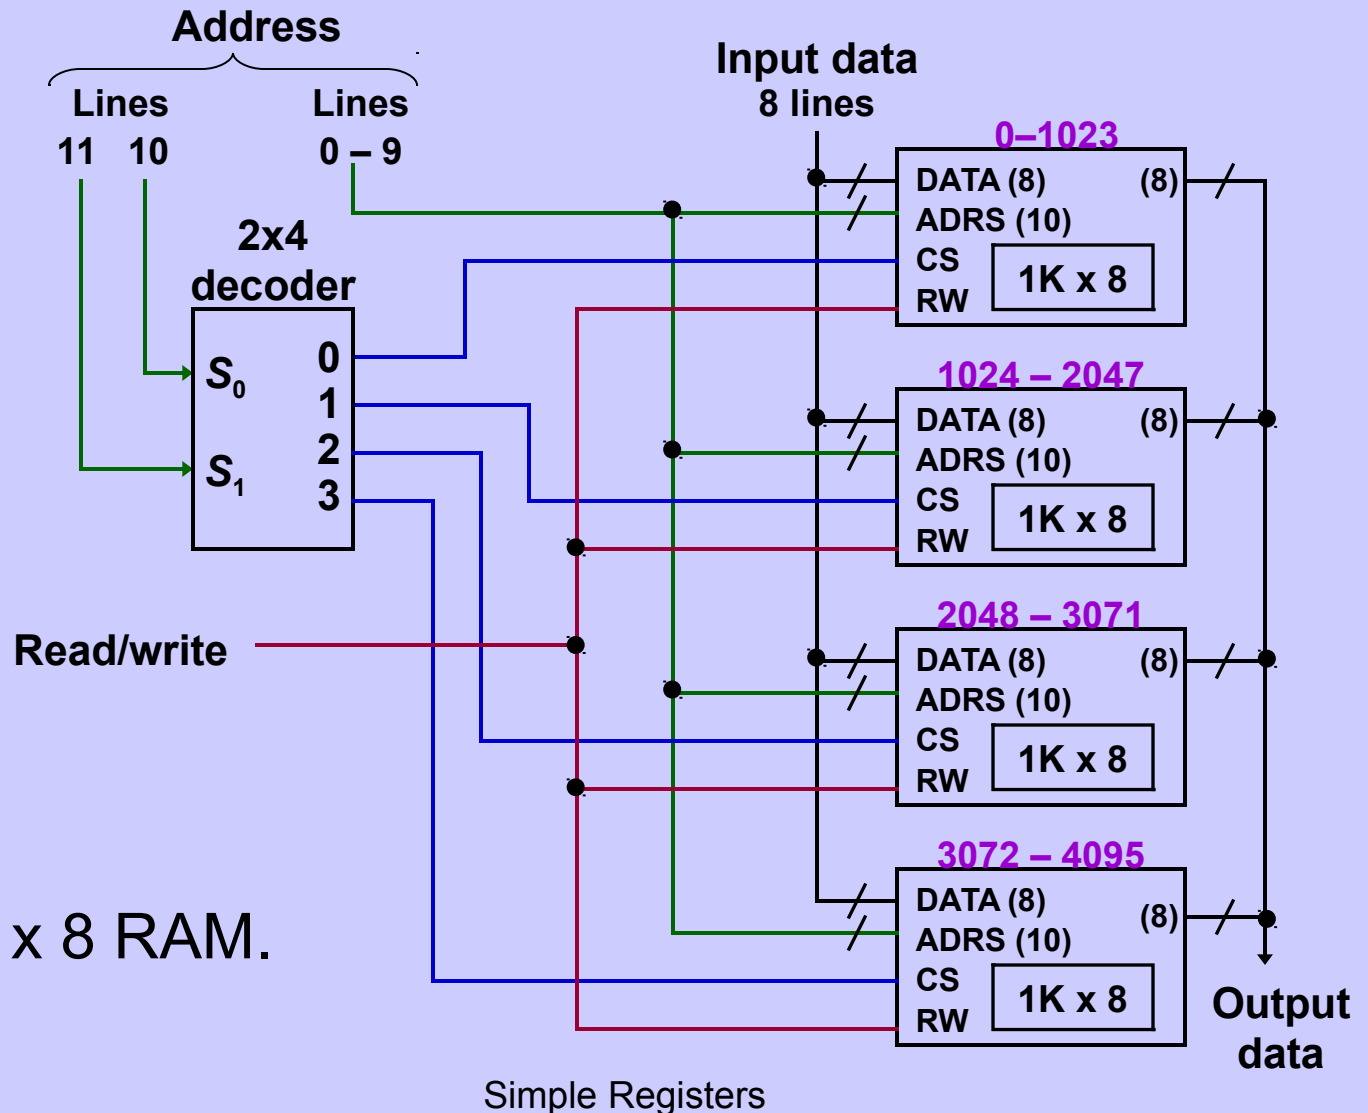 Address
Lines Lines
11 10 0 – 9
2x4
decoder
S0
S1
0
1
2
3
Read/write
Input data
8 lines
0–1023
DATA (8) (8)
ADRS (10)
CS
RW
1K x 8
1024 – 2047
DATA (8) (8)
ADRS (10)
CS
RW
1K x 8
2048 – 3071
DATA (8) (8)
ADRS (10)
CS
RW
1K x 8
3072 – 4095
DATA (8) (8)
ADRS (10)
CS
RW
1K x 8
Output
data
x 8 RAM.
Simple Registers